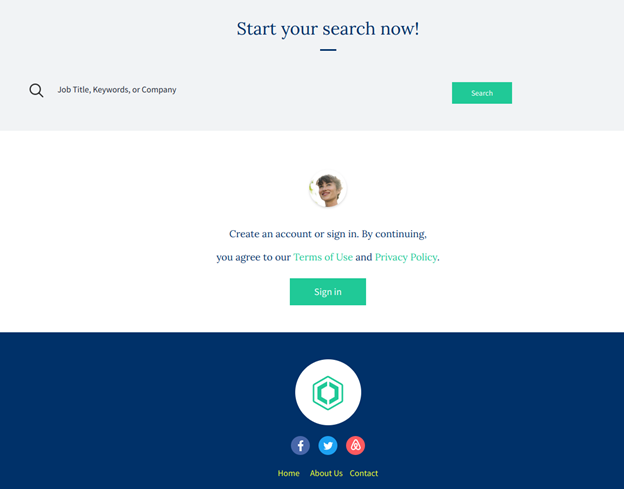 Start your search now!
Job Title, Keywords, or Company
Search
Create an account or sign in. By continuing,
you agree to our Terms of Use and Privacy Policy.
Sign in
Home About Us Contact